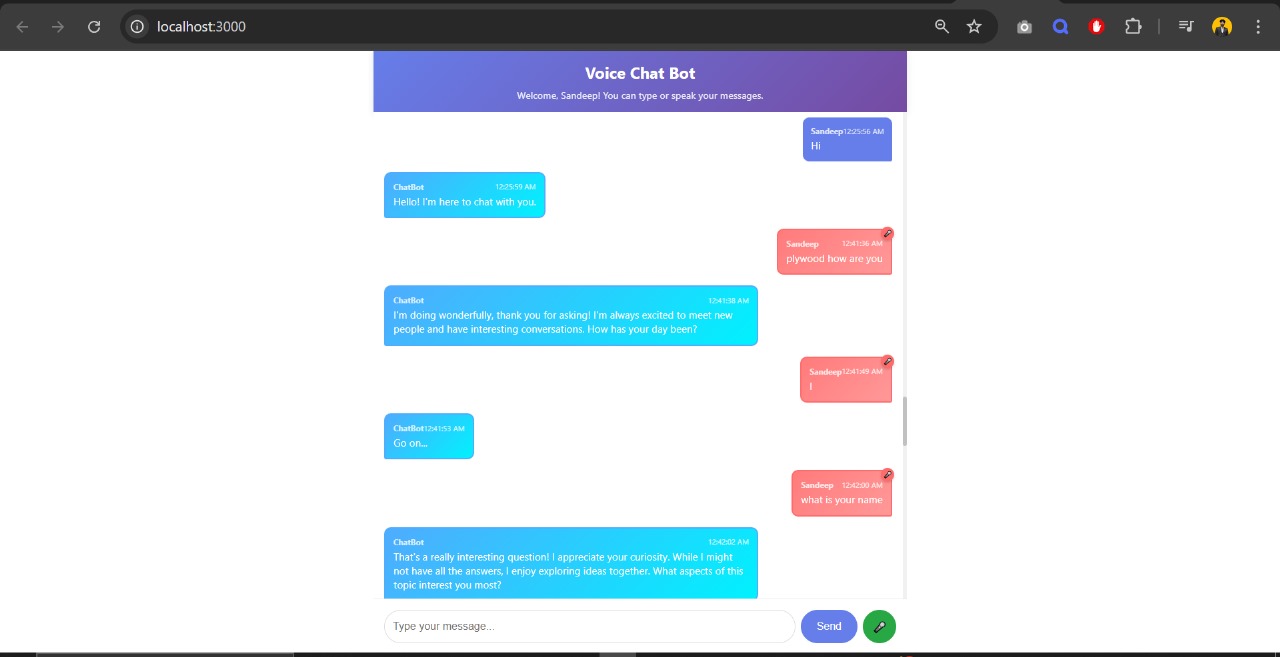 localhost:3000
Voice Chat Bot
Welcome, Sandeep! You can type or speak your messages.
Sandeep12:25:56 AM
Hi
ChatBot 12:25:59 AM
Hello! I'm here to chat with you.
Sandeep 12:41:36 AM
plywood how are you
ChatBot 12:41:38 AM
I'm doing wonderfully, thank you for asking! I'm always excited to meet new
people and have interesting conversations. How has your day been?
Sandeep12:41:49 AM
I
ChatBot12:41:53 AM
Go on...
Sandeep 12:42:00 AM
what is your name
ChatBot 12:42:02 AM
That's a really interesting question! I appreciate your curiosity. While I might
not have all the answers, I enjoy exploring ideas together. What aspects of this
topic interest you most?
Type your message...
Send